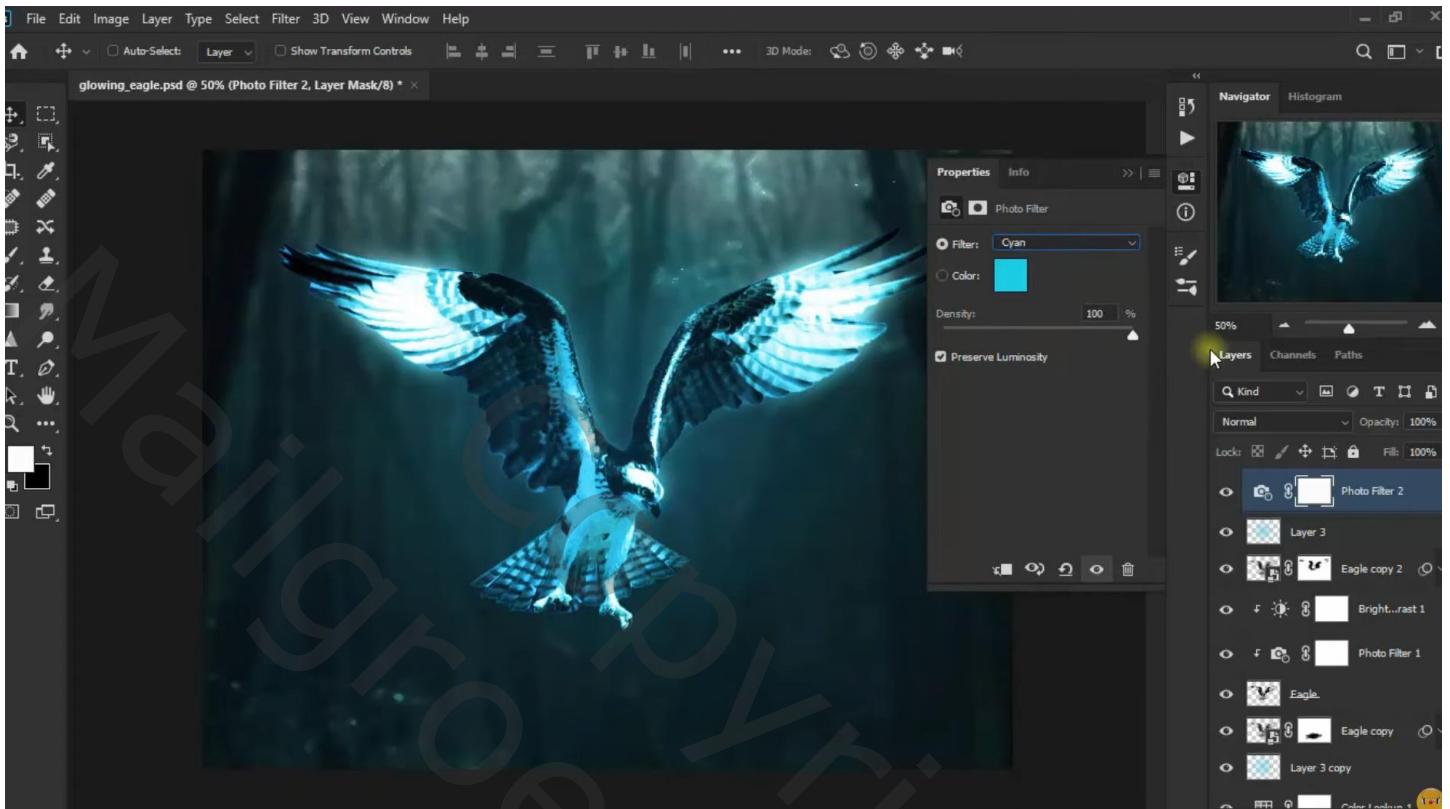 File Edit Image Layer Type Select Filter 3D View Window Help
Auto-Select: Layer Show Transform Controls 3D Mode:
glowing_eagle.psd @ 50% (Photo Filter 2, Layer Mask/8) *
Navigator Histogram
Properties Info
Photo Filter
Filter: Cyan
Color:
Density: 100 %
Preserve Luminosity
50%
Layers Channels Paths
Kind
Normal Opacity: 100%
Lock: Fill: 100%
Photo Filter 2
Layer 3
Eagle copy 2
Bright...rast 1
Photo Filter 1
Eagle
Eagle copy
Layer 3 copy
Color Lookup 1